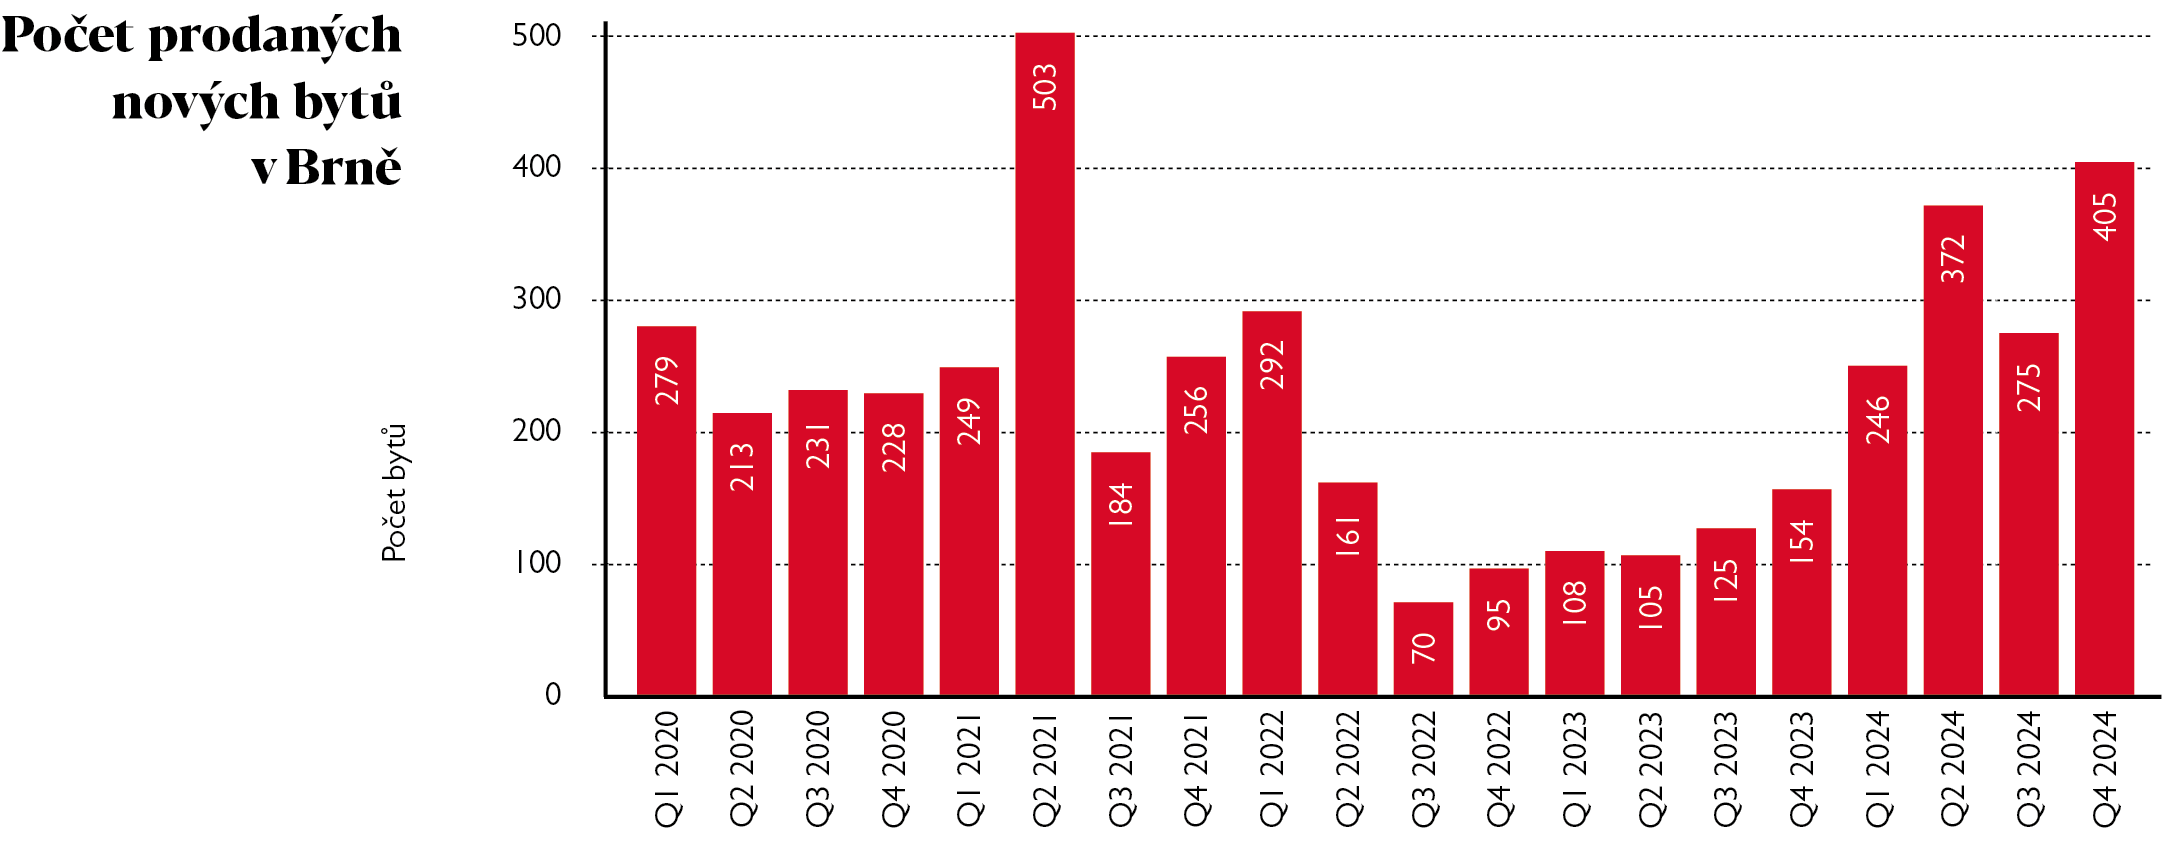 Počet prodaných
nových bytů
v Brně
Počet bytů
500
400
300
200
100
0
279
213
231
228
249
503
184
256
292
161
70
95
108
105
125
154
246
372
275
405
Q1 2020
Q2 2020
Q3 2020
Q4 2020
Q1 2021
Q2 2021
Q3 2021
Q4 2021
Q1 2022
Q2 2022
Q3 2022
Q4 2022
Q1 2023
Q2 2023
Q3 2023
Q4 2023
Q1 2024
Q2 2024
Q3 2024
Q4 2024